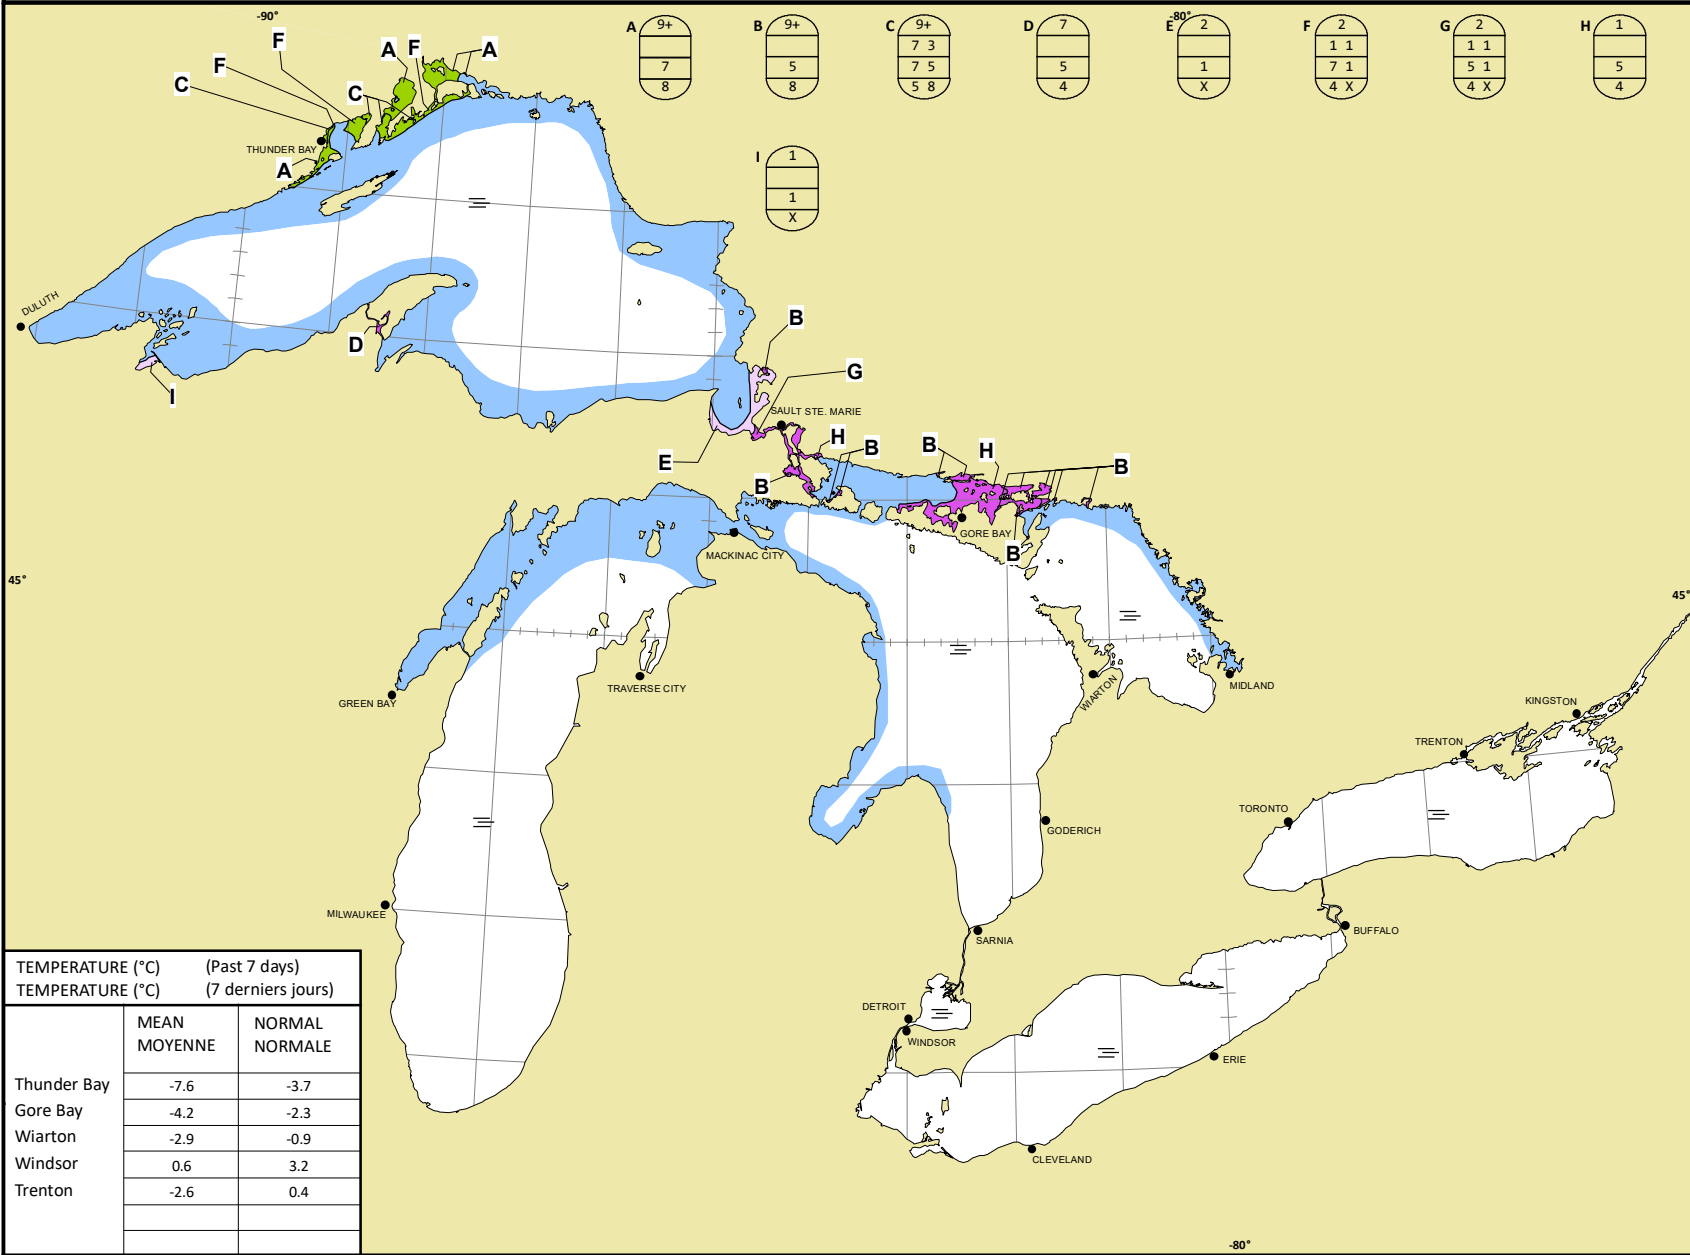 -90°
-80°
A
9+
7
8
B
9+
5
8
C
9+
7 3
7 5
5 8
D
7
5
4
E
2
1
X
F
2
1 1
7 1
4 X
G
2
1 1
5 1
4 X
H
1
5
4
I
1
1
X
F
A
F
A
F
C
C
THUNDER BAY
A
DULUTH
D
I
B
G
SAULT STE. MARIE
E
H
B
B
B
H
B
GORE BAY
B
MACKINAC CITY
45°
45°
GREEN BAY
TRAVERSE CITY
WIARTON
MIDLAND
KINGSTON
TRENTON
TORONTO
GODERICH
MILWAUKEE
SARNIA
BUFFALO
DETROIT
WINDSOR
ERIE
CLEVELAND
-80°
TEMPERATURE (°C) (Past 7 days)
TEMPERATURE (°C) (7 derniers jours)
MEAN NORMAL
MOYENNE NORMALE
Thunder Bay -7.6 -3.7
Gore Bay -4.2 -2.3
Wiarton -2.9 -0.9
Windsor 0.6 3.2
Trenton -2.6 0.4